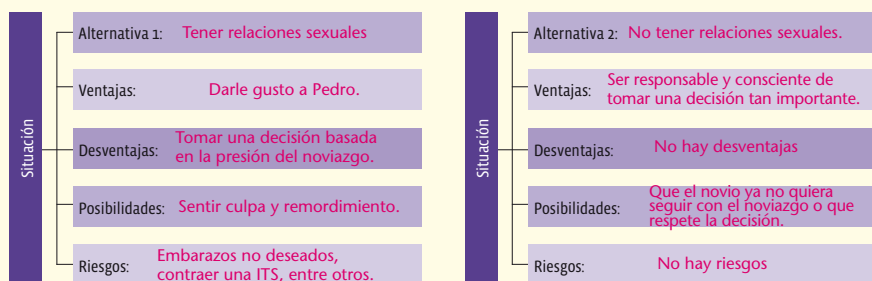 Situación
Alternativa 1: Tener relaciones sexuales
Ventajas: Darle gusto a Pedro.
Desventajas: Tomar una decisión basada
en la presión del noviazgo.
Posibilidades: Sentir culpa y remordimiento.
Riesgos: Embarazos no deseados,
contraer una ITS, entre otros.
Situación
Alternativa 2: No tener relaciones sexuales.
Ventajas: Ser responsable y consciente de
tomar una decisión tan importante.
Desventajas: No hay desventajas
Posibilidades: Que el novio ya no quiera
seguir con el noviazgo o que
respete la decisión.
Riesgos: No hay riesgos